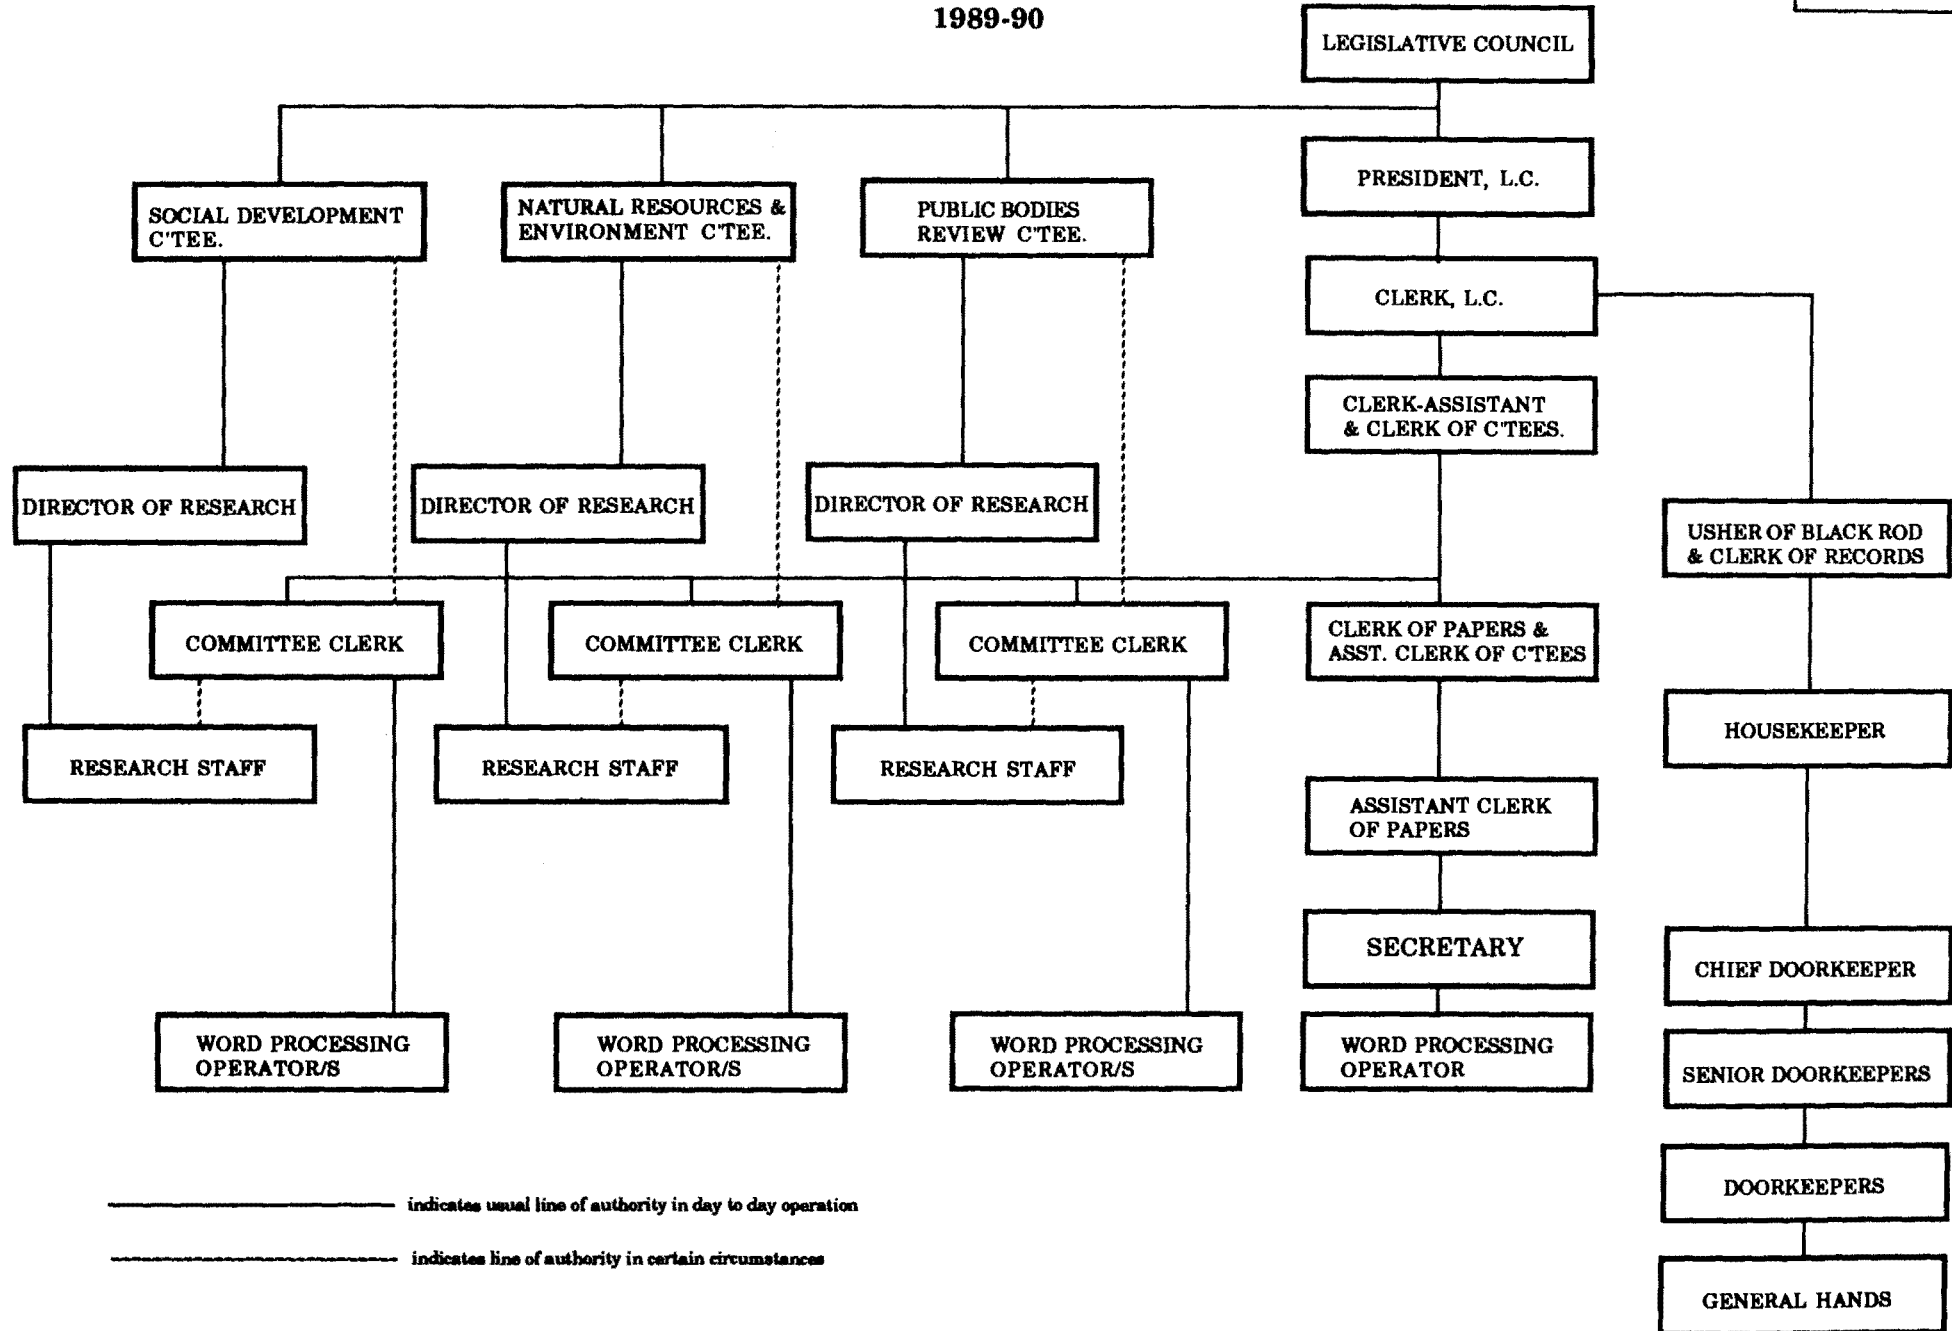 1989-90
LEGISLATIVE COUNCIL
PRESIDENT, L.C.
SOCIAL DEVELOPMENT
C'TEE.
NATURAL RESOURCES &
ENVIRONMENT C'TEE.
PUBLIC BODIES
REVIEW C'TEE.
CLERK, L.C.
CLERK-ASSISTANT
& CLERK OF C'TEES.
DIRECTOR OF RESEARCH
DIRECTOR OF RESEARCH
DIRECTOR OF RESEARCH
USHER OF BLACK ROD
& CLERK OF RECORDS
COMMITTEE CLERK
COMMITTEE CLERK
COMMITTEE CLERK
CLERK OF PAPERS &
ASST. CLERK OF C'TEES
HOUSEKEEPER
RESEARCH STAFF
RESEARCH STAFF
RESEARCH STAFF
ASSISTANT CLERK
OF PAPERS
SECRETARY
CHIEF DOORKEEPER
WORD PROCESSING
OPERATOR/S
WORD PROCESSING
OPERATOR/S
WORD PROCESSING
OPERATOR/S
WORD PROCESSING
OPERATOR
SENIOR DOORKEEPERS
DOORKEEPERS
indicates usual line of authority in day to day operation
indicates line of authority in certain circumstances
GENERAL HANDS